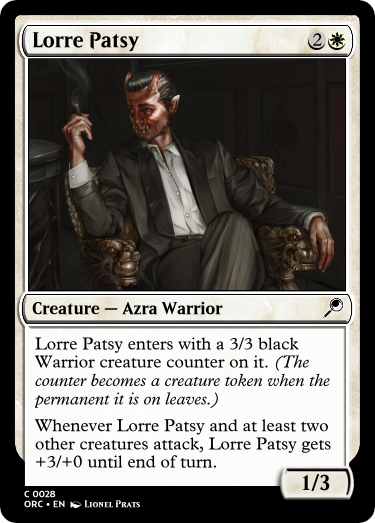 Lorre Patsy
2
Creature — Azra Warrior
Lorre Patsy enters with a 3/3 black
Warrior creature counter on it. (The
counter becomes a creature token when the
permanent it is on leaves.)
Whenever Lorre Patsy and at least two
other creatures attack, Lorre Patsy gets
+3/+0 until end of turn.
1/3
C 0028
ORC • EN Lionel Prats